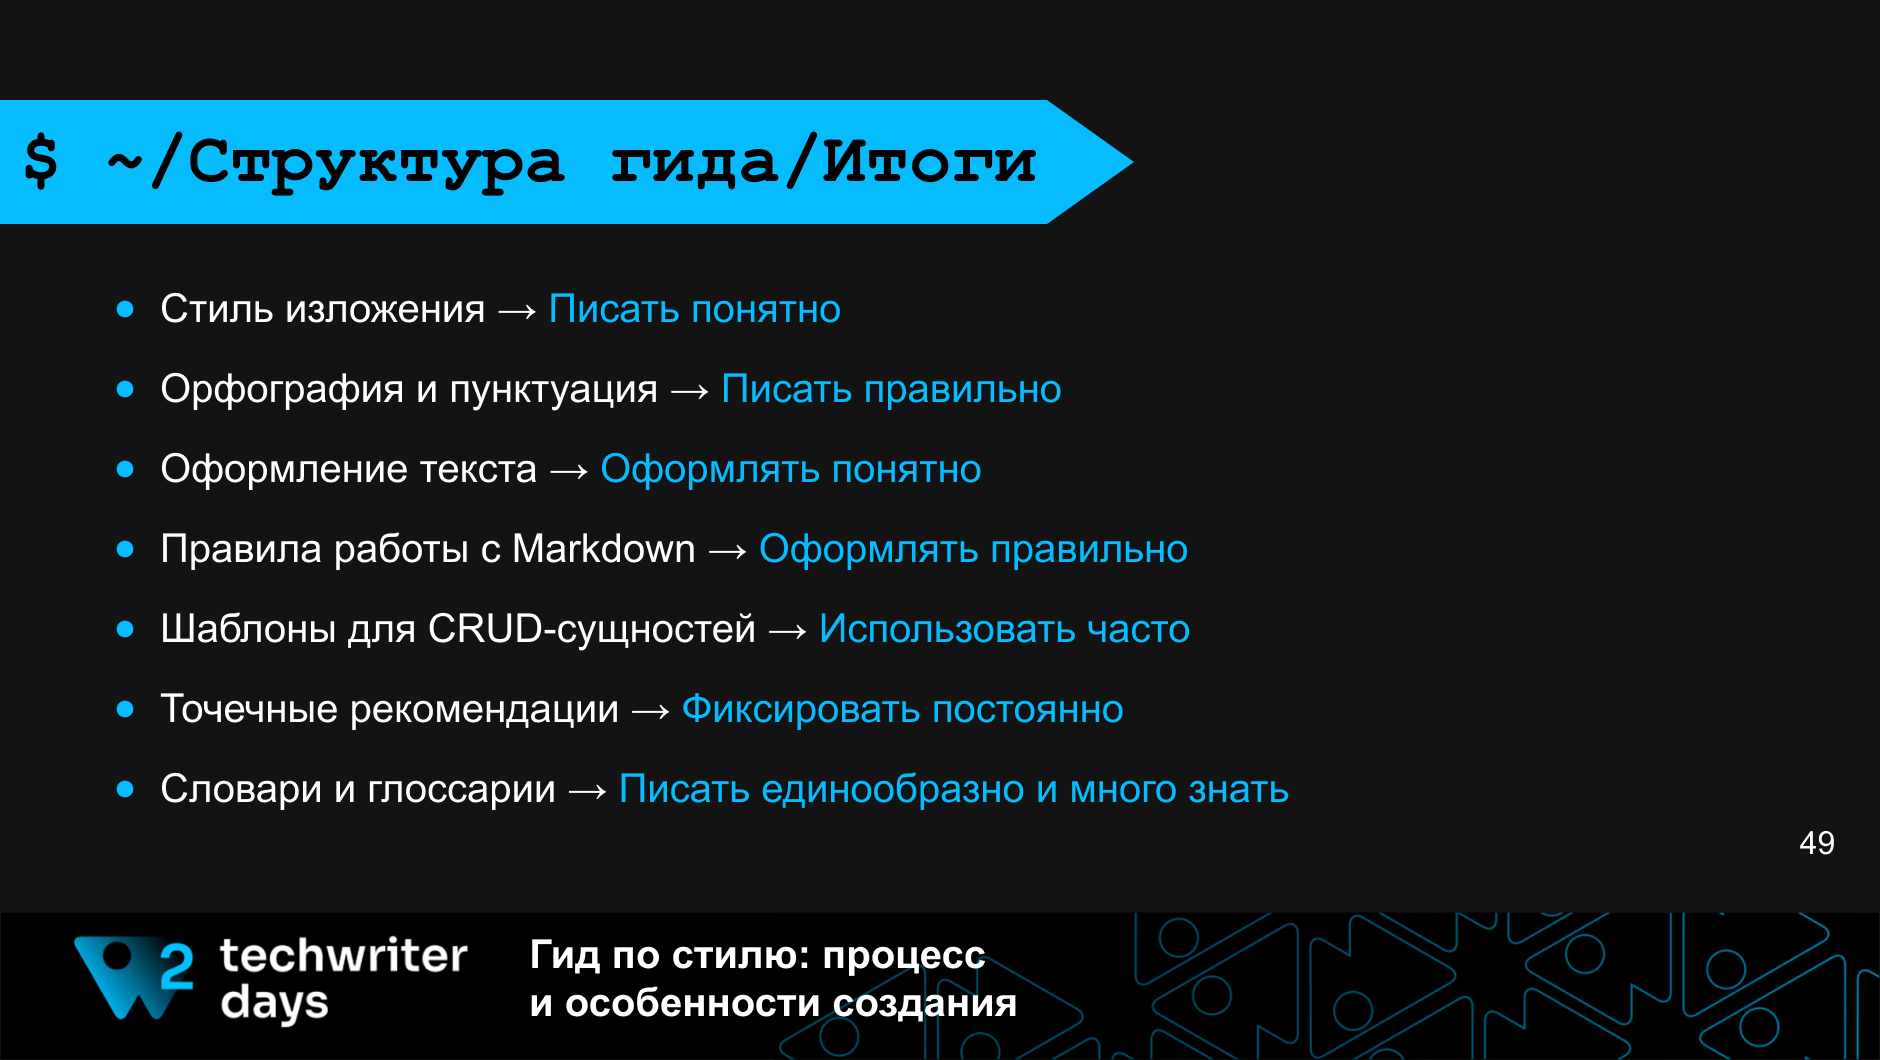 $ ~/Структура гида/Итоги
● Стиль изложения → Писать понятно
● Орфография и пунктуация → Писать правильно
● Оформление текста → Оформлять понятно
● Правила работы с Markdown → Оформлять правильно
● Шаблоны для CRUD-сущностей → Использовать часто
● Точечные рекомендации → Фиксировать постоянно
● Словари и глоссарии → Писать единообразно и много знать
49
2
techwriter
days
Гид по стилю: процесс
и особенности создания